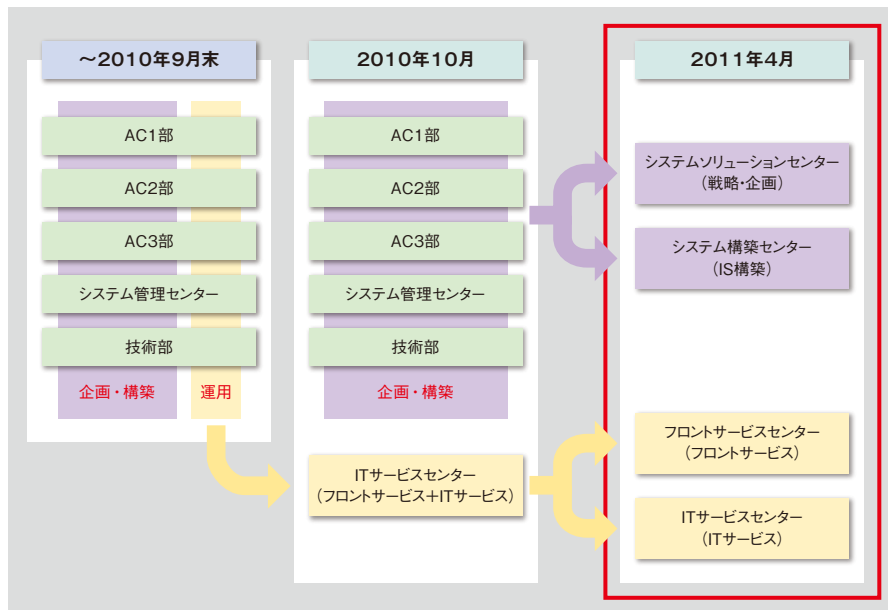 ～2010年9月末
AC1部
AC2部
AC3部
システム管理センター
技術部
企画・構築
運用
2010年10月
AC1部
AC2部
AC3部
システム管理センター
技術部
企画・構築
ITサービスセンター
（フロントサービス＋ITサービス）
2011年4月
システムソリューションセンター
（戦略・企画）
システム構築センター
（IS構築）
フロントサービスセンター
（フロントサービス）
ITサービスセンター
（ITサービス）